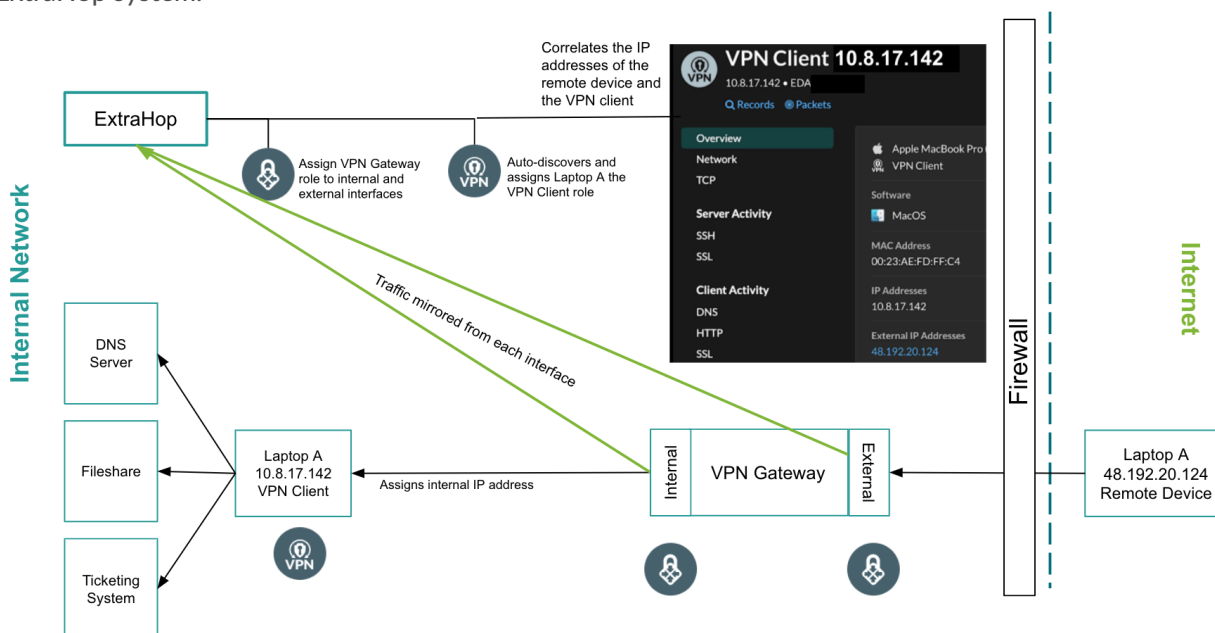 ExtraHop system.
Correlates the IP
addresses of the
remote device and
the VPN client
VPN
VPN Client 10.8.17.142
10.8.17.142 • EDA
Records
Packets
Overview
Network
TCP
Server Activity
SSH
SSL
Client Activity
DNS
HTTP
SSL
Apple MacBook Pro
VPN
VPN Client
Software
MacOS
MAC Address
00:23:AE:FD:FF:C4
IP Addresses
10.8.17.142
External IP Addresses
48.192.20.124
ExtraHop
Assign VPN Gateway
role to internal and
external interfaces
VPN
Auto-discovers and
assigns Laptop A the
VPN Client role
Internal Network
Internet
Firewall
Traffic mirrored from each interface
DNS
Server
Fileshare
Ticketing
System
Laptop A
10.8.17.142
VPN Client
VPN
Assigns internal IP address
Internal
VPN Gateway
External
Laptop A
48.192.20.124
Remote Device